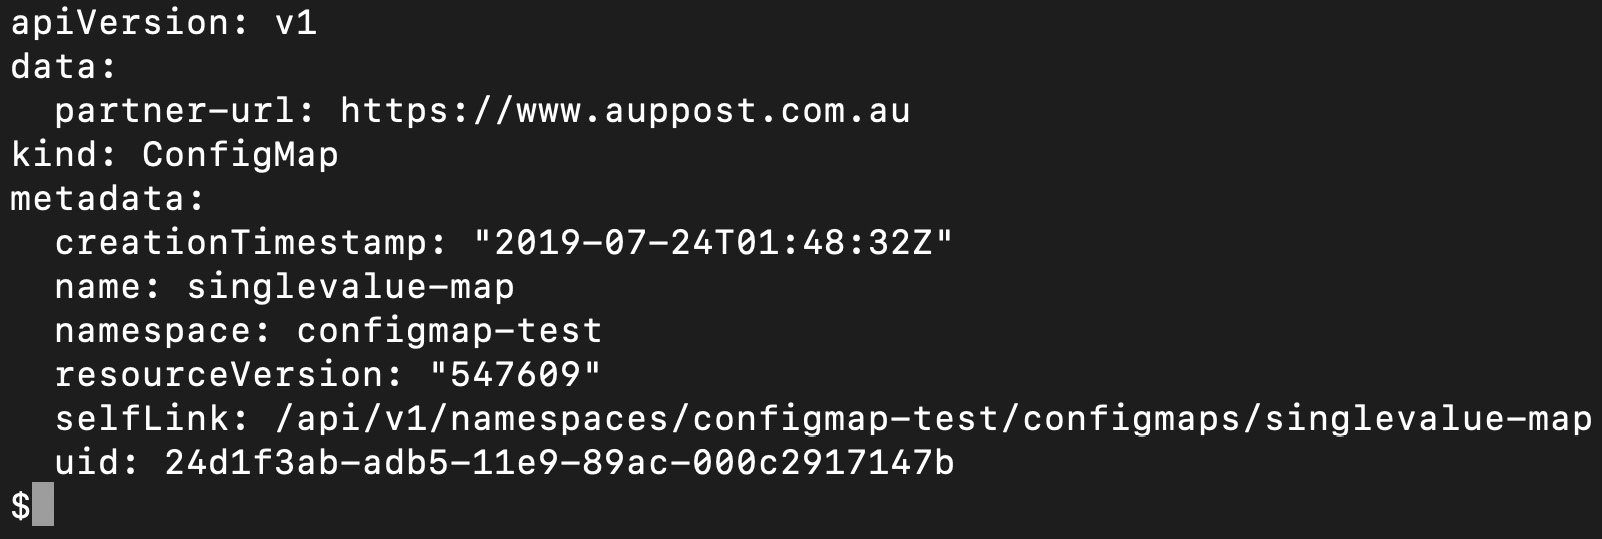 apiVersion: v1
data:
  partner-url: https://www.auppost.com.au
kind: ConfigMap
metadata:
  creationTimestamp: "2019-07-24T01:48:32Z"
  name: singlevalue-map
  namespace: configmap-test
  resourceVersion: "547609"
  selfLink: /api/v1/namespaces/configmap-test/configmaps/singlevalue-map
  uid: 24d1f3ab-adb5-11e9-89ac-000c2917147b
$